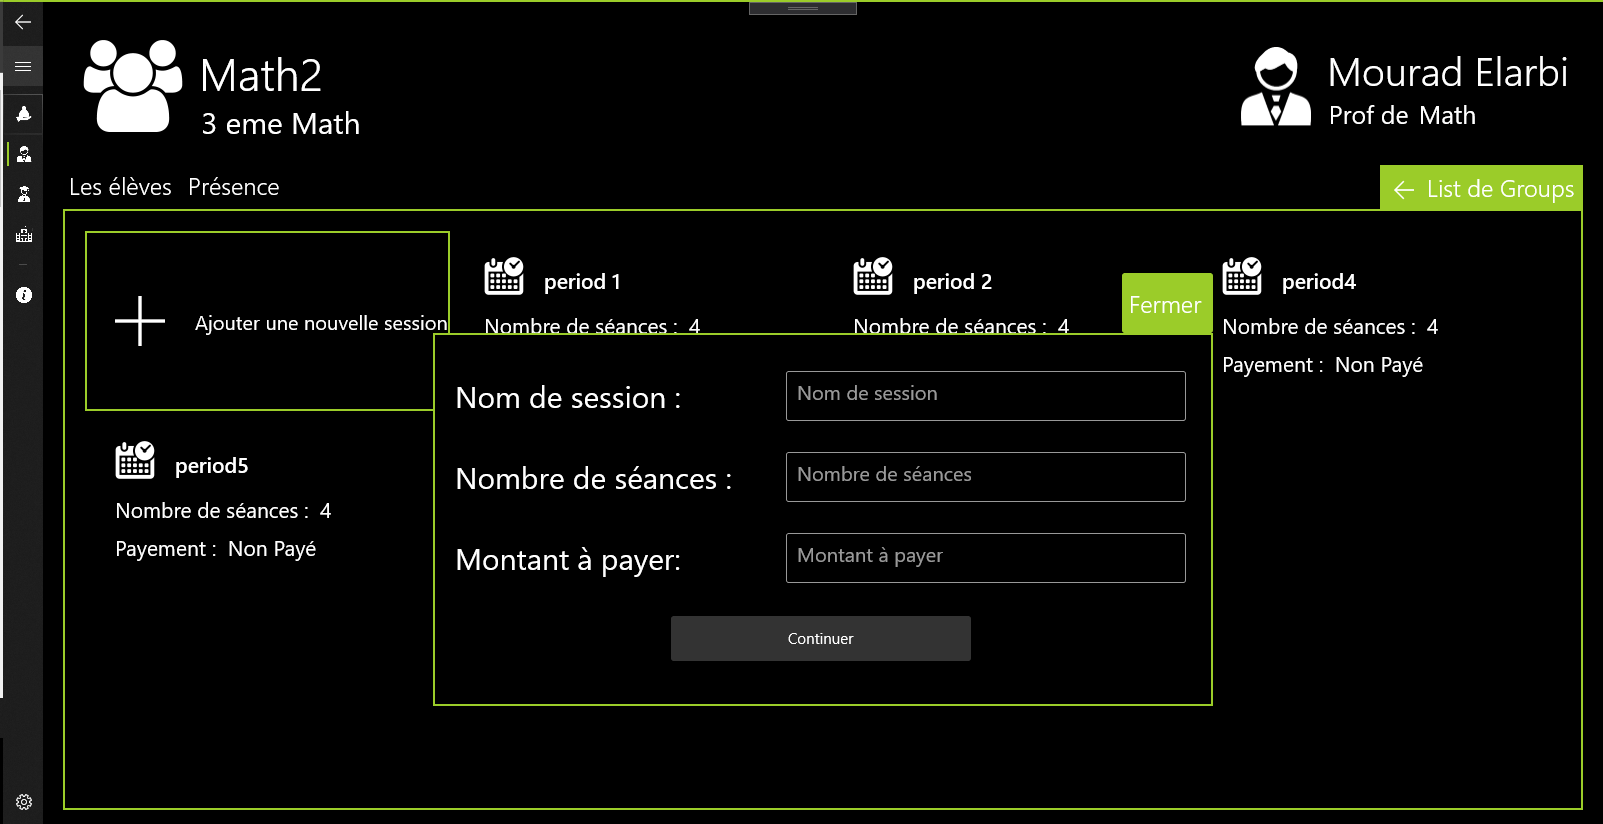 Math2
3 eme Math
Mourad Elarbi
Prof de Math
Les élèves Présence
List de Groups
Ajouter une nouvelle session
period 1
Nombre de séances : 4
period 2
Nombre de séances : 4
period4
Nombre de séances : 4
Payement : Non Payé
period5
Nombre de séances : 4
Payement : Non Payé
Fermer
Nom de session :
Nom de session
Nombre de séances :
Nombre de séances
Montant à payer:
Montant à payer
Continuer